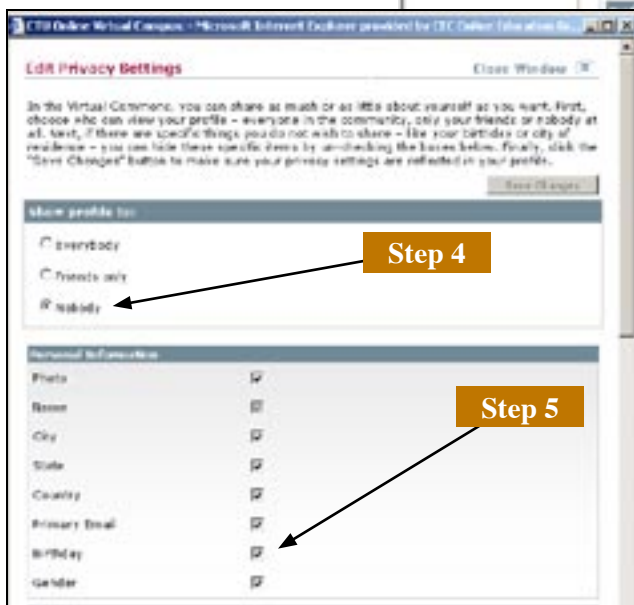 CTU Online Virtual Campus - Microsoft Internet Explorer provided by CEC Online Education
Edit Privacy Settings
Close Window
In the Virtual Commons, you can share as much or as little about yourself as you want. First,
choose who can view your profile – everyone in the community, only your friends or nobody at
all. Next, if there are specific things you do not wish to share – like your birthday or city of
residence – you can hide these specific items by un-checking the boxes below. Finally, click the
"Save Changes" button to make sure your privacy settings are reflected in your profile.
Save Changes
Show profile to:
Everybody
Step 4
Friends only
Nobody
Personal Information
Photo
Name
Step 5
City
State
Country
Primary Email
Birthday
Gender